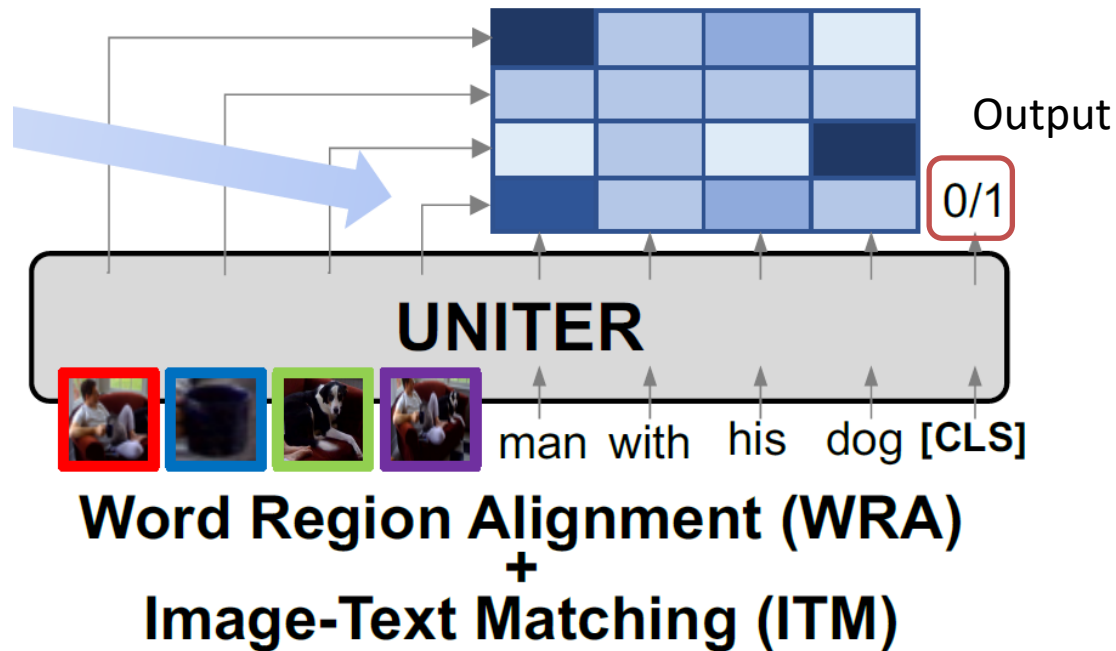 Output
0/1
UNITER
man with his dog [CLS]
Word Region Alignment (WRA)
+
Image-Text Matching (ITM)